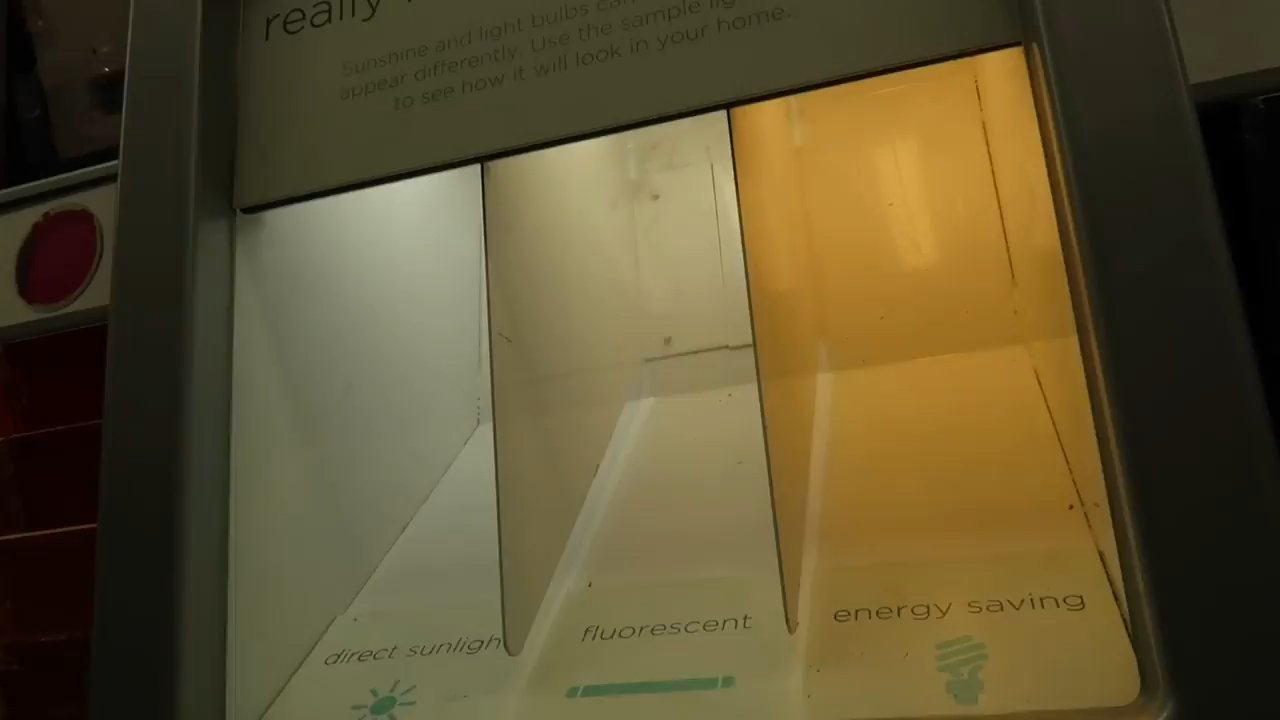 really
Sunshine and light bulbs can
appear differently. Use the sample
to see how it will look in your home.
direct sunligh
fluorescent
energy saving